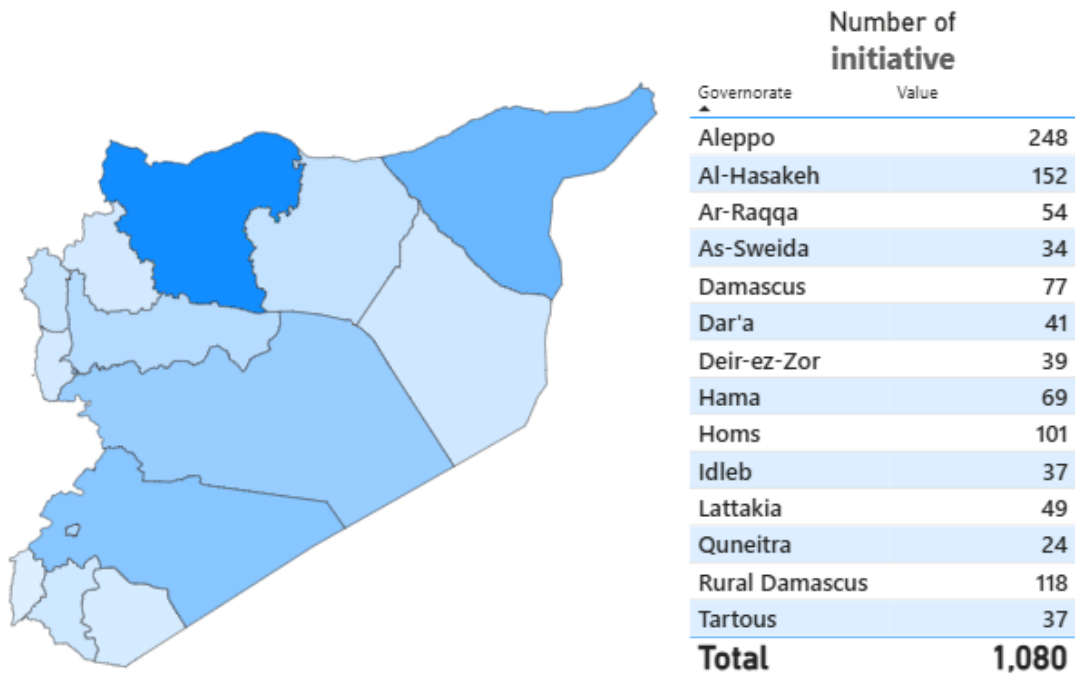 Number of
initiative
Governorate Value
Aleppo 248
Al-Hasakeh 152
Ar-Raqqa 54
As-Sweida 34
Damascus 77
Dar'a 41
Deir-ez-Zor 39
Hama 69
Homs 101
Idleb 37
Lattakia 49
Quneitra 24
Rural Damascus 118
Tartous 37
Total 1,080